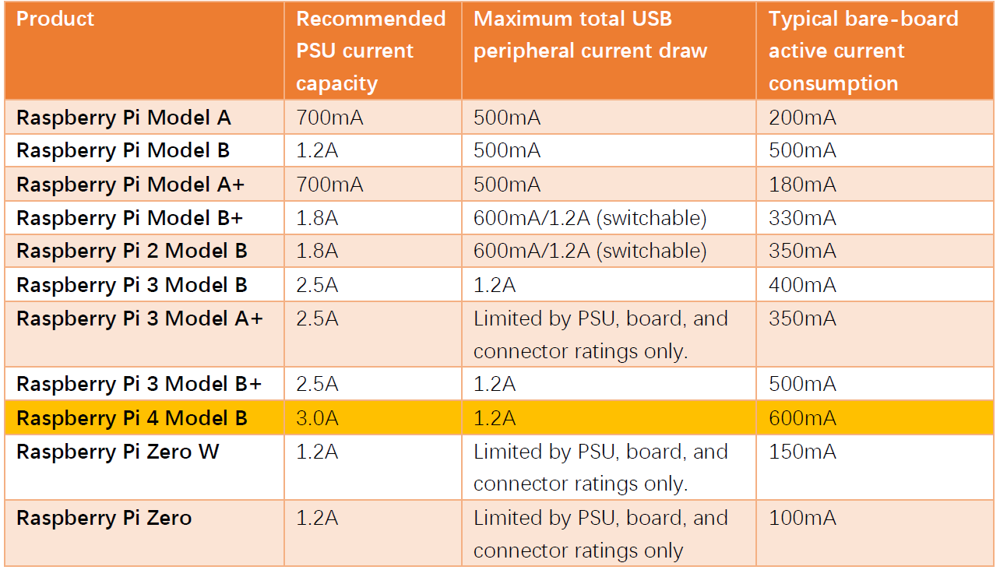 Product
Recommended
PSU current
capacity
Maximum total USB
peripheral current draw
Typical bare-board
active current
consumption
Raspberry Pi Model A 700mA 500mA 200mA
Raspberry Pi Model B 1.2A 500mA 500mA
Raspberry Pi Model A+ 700mA 500mA 180mA
Raspberry Pi Model B+ 1.8A 600mA/1.2A (switchable) 330mA
Raspberry Pi 2 Model B 1.8A 600mA/1.2A (switchable) 350mA
Raspberry Pi 3 Model B 2.5A 1.2A 400mA
Raspberry Pi 3 Model A+ 2.5A Limited by PSU, board, and 350mA
connector ratings only.
Raspberry Pi 3 Model B+ 2.5A 1.2A 500mA
Raspberry Pi 4 Model B 3.0A 1.2A 600mA
Raspberry Pi Zero W 1.2A Limited by PSU, board, and 150mA
connector ratings only.
Raspberry Pi Zero 1.2A Limited by PSU, board, and 100mA
connector ratings only